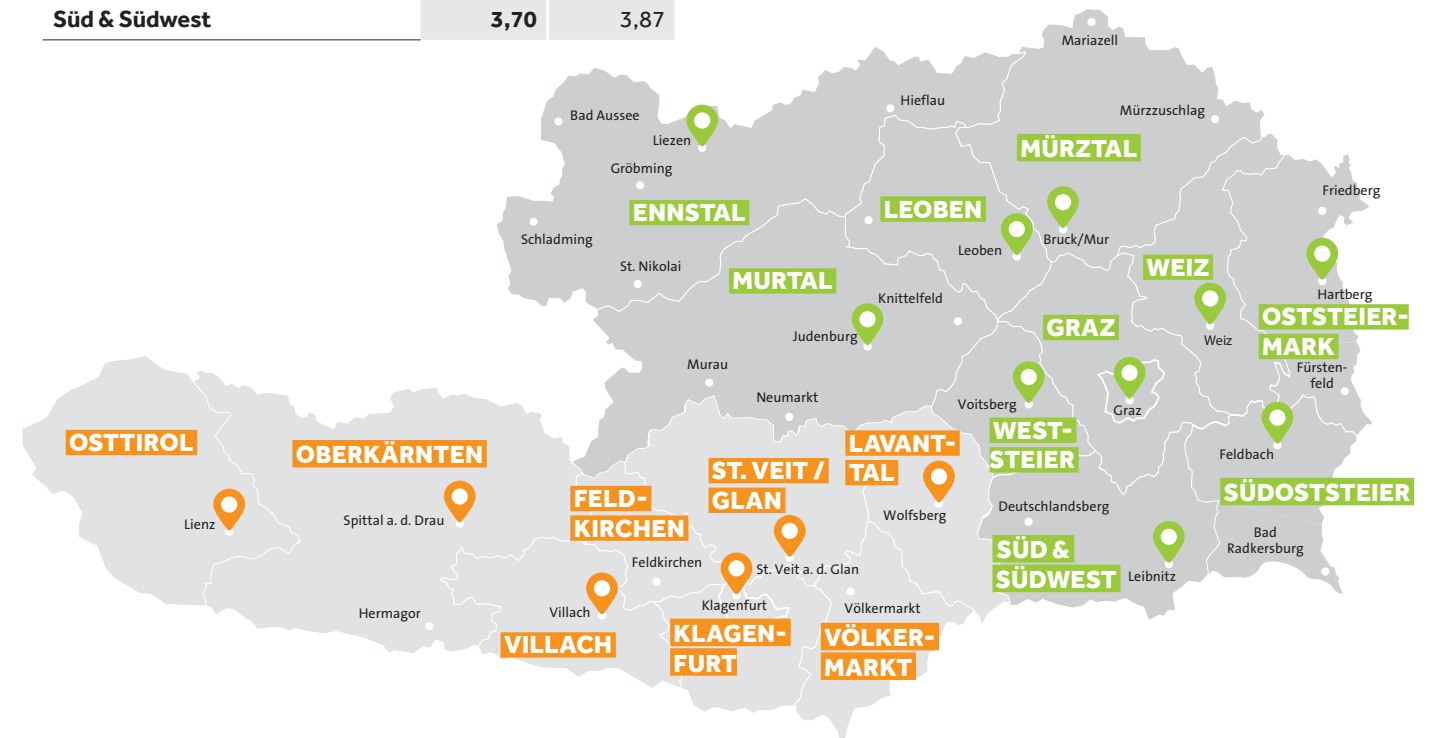 Süd & Südwest 3,70 3,87
Mariazell
Hieflau
Bad Aussee
Mürzzuschlag
Liezen
MÜRZTAL
Gröbming
Friedberg
ENNSTAL
LEOBEN
Schladming
Bruck/Mur
Leoben
St. Nikolai
WEIZ
MURTAL
Knittelfeld
Hartberg
OSTSTEIER-
MARK
GRAZ
Judenburg
Weiz
Murau
Fürsten-
feld
Neumarkt
Voitsberg
Graz
OSTTIROL
OBERKÄRNTEN
LAVANT-
TAL
WEST-
STEIER
Feldbach
ST. VEIT /
GLAN
FELD-
KIRCHEN
SÜDOSTSTEIER
Lienz
Spittal a. d. Drau
Wolfsberg
Deutschlandsberg
Bad
Radkersburg
SÜD &
SÜDWEST
Leibnitz
Feldkirchen
St. Veit a. d. Glan
Hermagor
Villach
Klagenfurt
Völkermarkt
VILLACH
KLAGEN-
FURT
VÖLKER-
MARKT